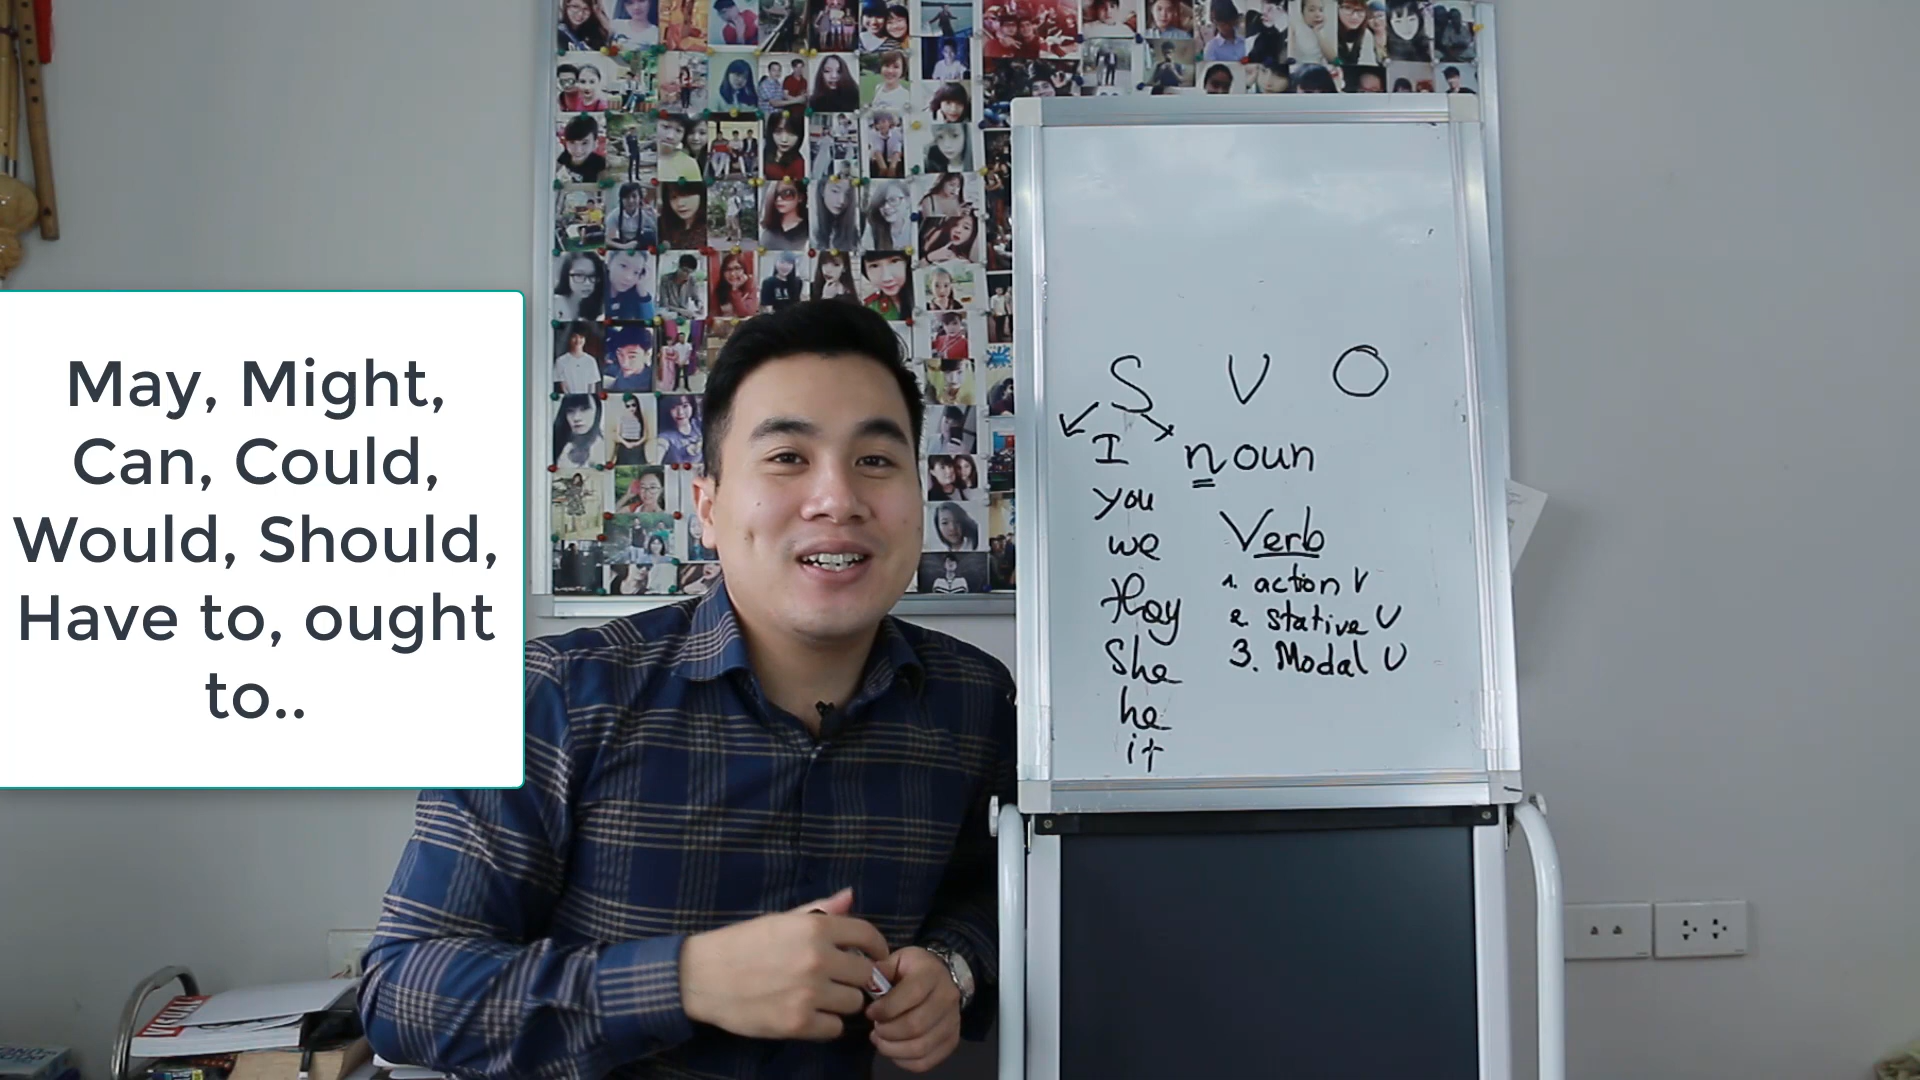 May, Might,
Can, Could,
Would, Should,
Have to, ought
to..
S V O
I noun
you
we Verb
they 1. action V
2. stative V
She 3. Modal V
he
it
VISUAL